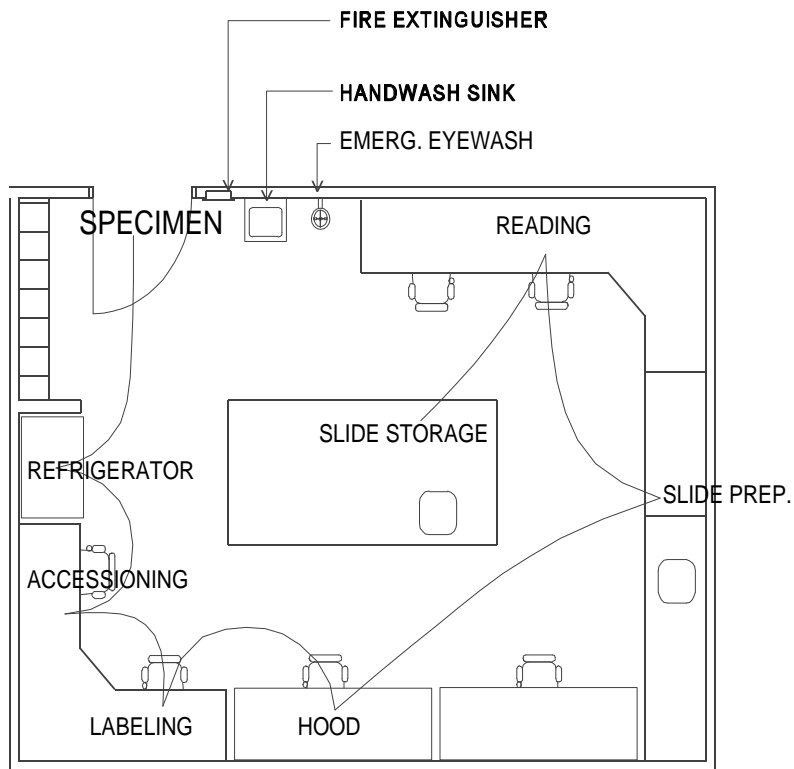 FIRE EXTINGUISHER
HANDWASH SINK
EMERG. EYEWASH
SPECIMEN
READING
SLIDE STORAGE
REFRIGERATOR
SLIDE PREP.
ACCESSIONING
LABELING
HOOD